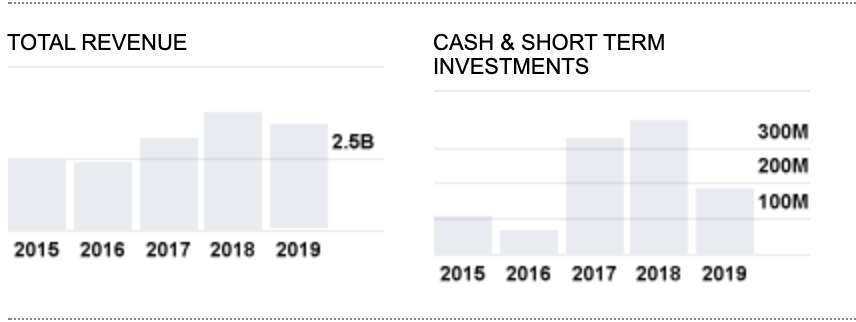 TOTAL REVENUE
2.5B
2015 2016 2017 2018 2019
CASH & SHORT TERM
INVESTMENTS
300M
200M
100M
2015 2016 2017 2018 2019